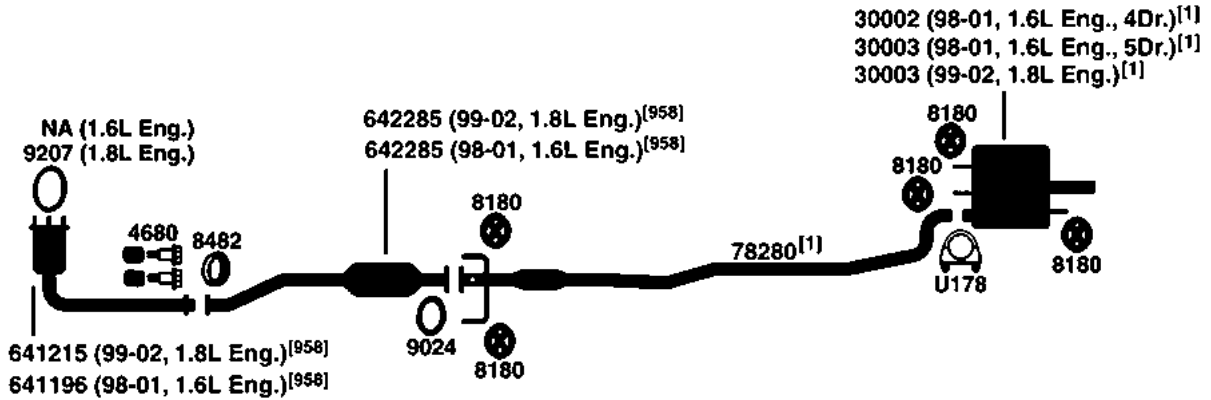 30002 (98-01, 1.6L Eng., 4Dr.)[1]
30003 (98-01, 1.6L Eng., 5Dr.)[1]
30003 (99-02, 1.8L Eng.)[1]
NA (1.6L Eng.)
9207 (1.8L Eng.)
642285 (99-02, 1.8L Eng.)[958]
642285 (98-01, 1.6L Eng.)[958]
8180
8180
8180
4680
8482
78280[1]
8180
U178
9024
8180
641215 (99-02, 1.8L Eng.)[958]
641196 (98-01, 1.6L Eng.)[958]